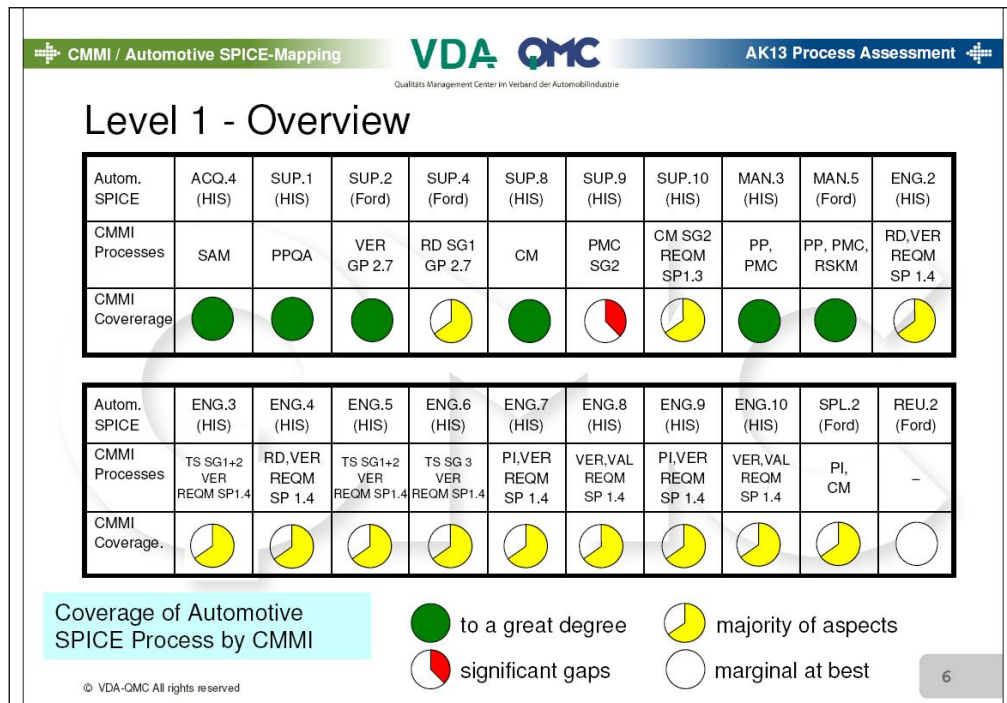 CMMI / Automotive SPICE-Mapping
VDA QMC
AK13 Process Assessment
Qualitäts Management Center im Verband der Automobilindustrie
Level 1 - Overview
Autom. SPICE
ACQ.4 (HIS)
SUP.1 (HIS)
SUP.2 (Ford)
SUP.4 (Ford)
SUP.8 (HIS)
SUP.9 (HIS)
SUP.10 (HIS)
MAN.3 (HIS)
MAN.5 (Ford)
ENG.2 (HIS)
CMMI Processes
SAM
PPQA
VER GP 2.7
RD SG1 GP 2.7
CM
PMC SG2
CM SG2 REQM SP1.3
PP, PMC
PP, PMC, RSKM
RD,VER REQM SP 1.4
CMMI Covererage
Autom. SPICE
ENG.3 (HIS)
ENG.4 (HIS)
ENG.5 (HIS)
ENG.6 (HIS)
ENG.7 (HIS)
ENG.8 (HIS)
ENG.9 (HIS)
ENG.10 (HIS)
SPL.2 (Ford)
REU.2 (Ford)
CMMI Processes
TS SG1+2 VER REQM SP1.4
RD,VER REQM SP 1.4
TS SG1+2 VER REQM SP1.4
TS SG 3 VER REQM SP1.4
PI,VER REQM SP 1.4
VER,VAL REQM SP 1.4
PI,VER REQM SP 1.4
VER,VAL REQM SP 1.4
PI, CM
–
CMMI Coverage.
Coverage of Automotive
SPICE Process by CMMI
to a great degree
majority of aspects
significant gaps
marginal at best
© VDA-QMC All rights reserved
6